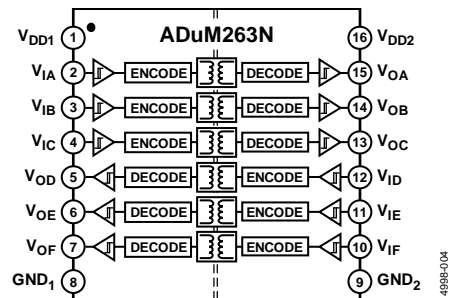 ADuM263N
VDD1 1 16 VDD2
VIA 2 ENCODE DECODE 15 VOA
VIB 3 ENCODE DECODE 14 VOB
VIC 4 ENCODE DECODE 13 VOC
VOD 5 DECODE ENCODE 12 VID
VOE 6 DECODE ENCODE 11 VIE
VOF 7 DECODE ENCODE 10 VIF
GND1 8 9 GND2
4998-004